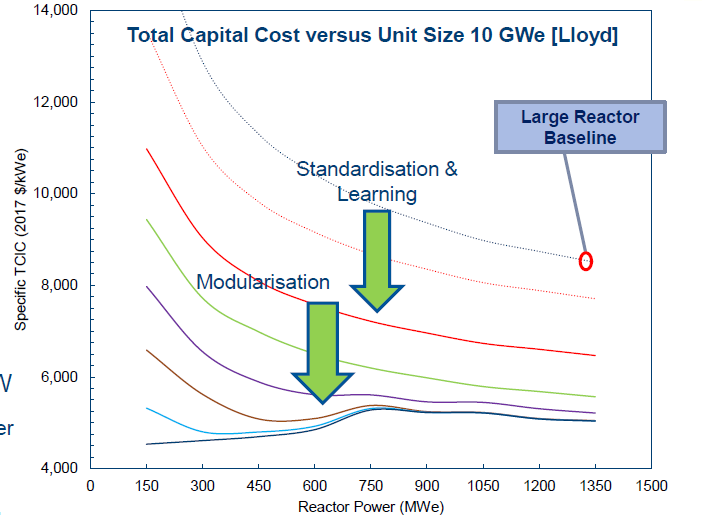 14,000
Total Capital Cost versus Unit Size 10 GWe [Lloyd]
12,000
Large Reactor
Baseline
Standardisation &
Learning
10,000
Specific TCIC (2017 $/kWe)
8,000
Modularisation
6,000
er
4,000
0 150 300 450 600 750 900 1050 1200 1350 1500
Reactor Power (MWe)